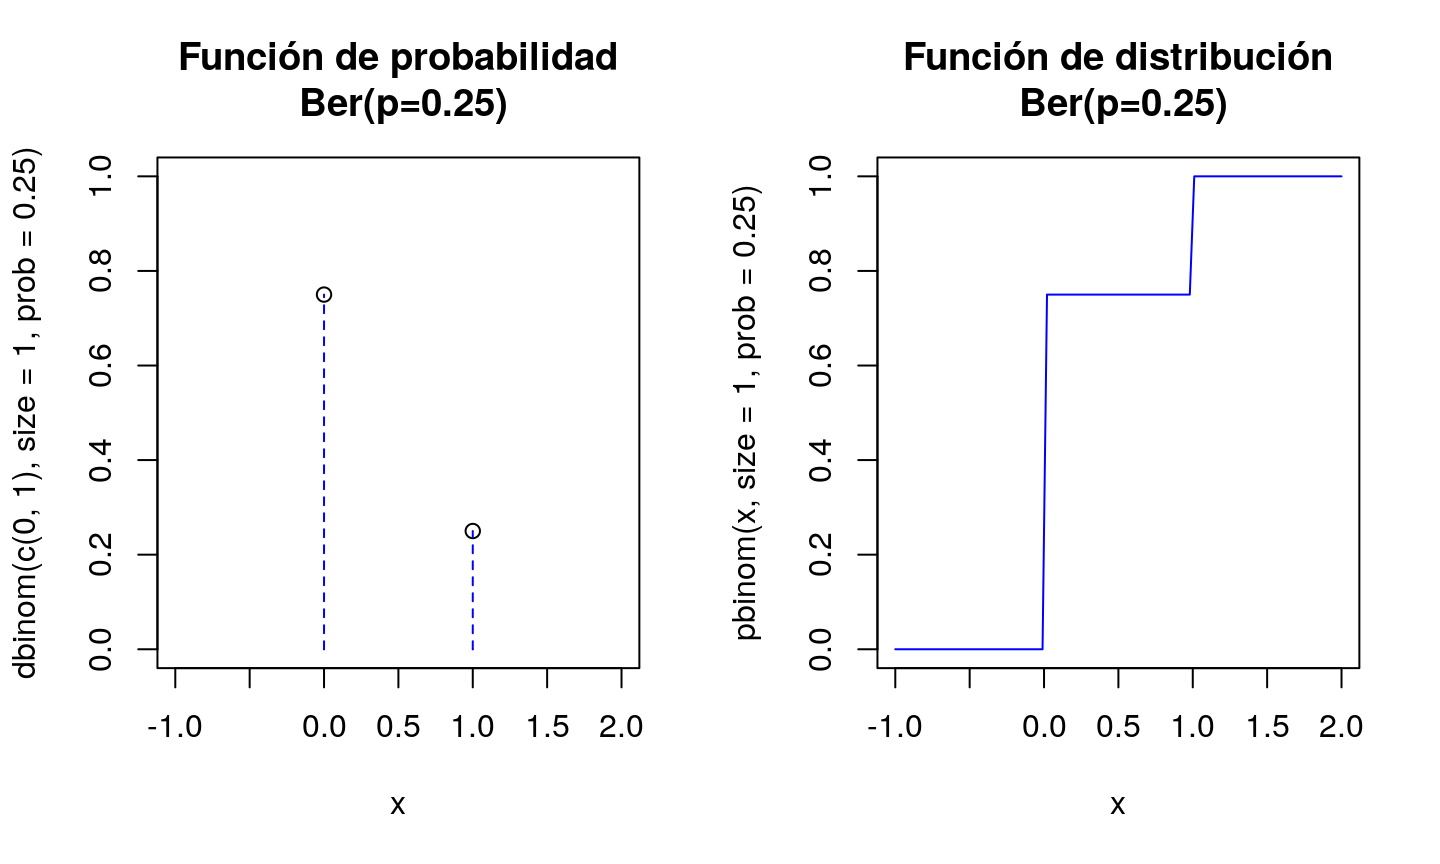 Función de probabilidad
Ber(p=0.25)
dbinom(c(0, 1), size = 1, prob = 0.25)
1.0
0.8
0.6
0.4
0.2
0.0
-1.0 0.0 0.5 1.0 1.5 2.0
x
Función de distribución
Ber(p=0.25)
pbinom(x, size = 1, prob = 0.25)
1.0
0.8
0.6
0.4
0.2
0.0
-1.0 0.0 0.5 1.0 1.5 2.0
x